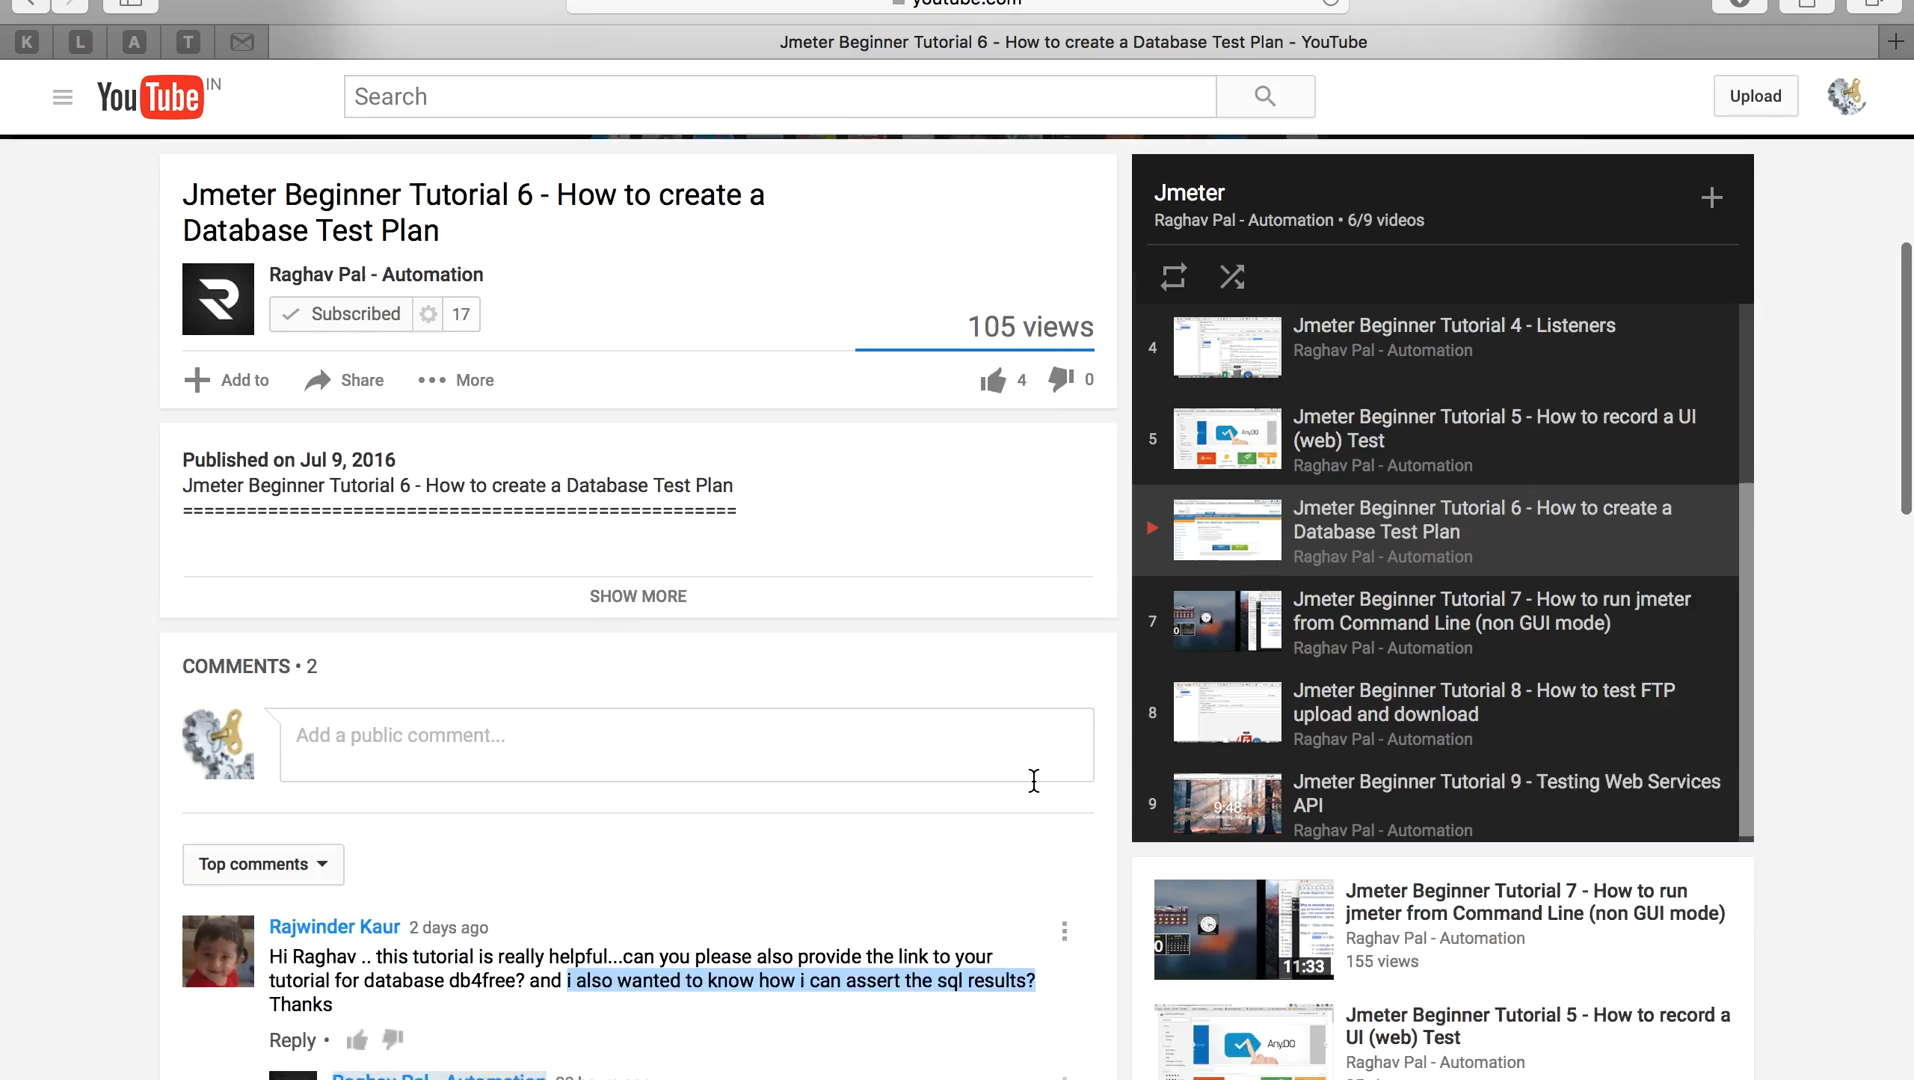 youtube.com
K
L
A
T
Jmeter Beginner Tutorial 6 - How to create a Database Test Plan - YouTube
YouTube IN
Search
Upload
Jmeter Beginner Tutorial 6 - How to create a
Database Test Plan
Raghav Pal - Automation
Subscribed
17
105 views
Add to
Share
More
4
0
Published on Jul 9, 2016
Jmeter Beginner Tutorial 6 - How to create a Database Test Plan
==================================================
SHOW MORE
COMMENTS • 2
Add a public comment...
Top comments
Rajwinder Kaur 2 days ago
Hi Raghav .. this tutorial is really helpful...can you please also provide the link to your
tutorial for database db4free? and i also wanted to know how i can assert the sql results?
Thanks
Reply •
Raghav Pal - Automation
Jmeter
Raghav Pal - Automation • 6/9 videos
4
Jmeter Beginner Tutorial 4 - Listeners
Raghav Pal - Automation
5
Any.DO
Jmeter Beginner Tutorial 5 - How to record a UI
(web) Test
Raghav Pal - Automation
Jmeter Beginner Tutorial 6 - How to create a
Database Test Plan
Raghav Pal - Automation
7
Jmeter Beginner Tutorial 7 - How to run jmeter
from Command Line (non GUI mode)
Raghav Pal - Automation
8
Jmeter Beginner Tutorial 8 - How to test FTP
upload and download
Raghav Pal - Automation
9
9:48
Jmeter Beginner Tutorial 9 - Testing Web Services
API
Raghav Pal - Automation
11:33
Jmeter Beginner Tutorial 7 - How to run
jmeter from Command Line (non GUI mode)
Raghav Pal - Automation
155 views
Any.DO
Jmeter Beginner Tutorial 5 - How to record a
UI (web) Test
Raghav Pal - Automation